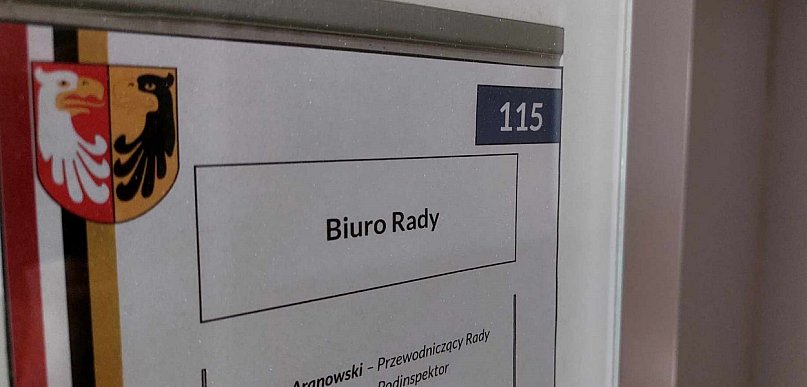 115
Biuro Rady
Aranowski – Przewodniczący Rady
– Podinspektor